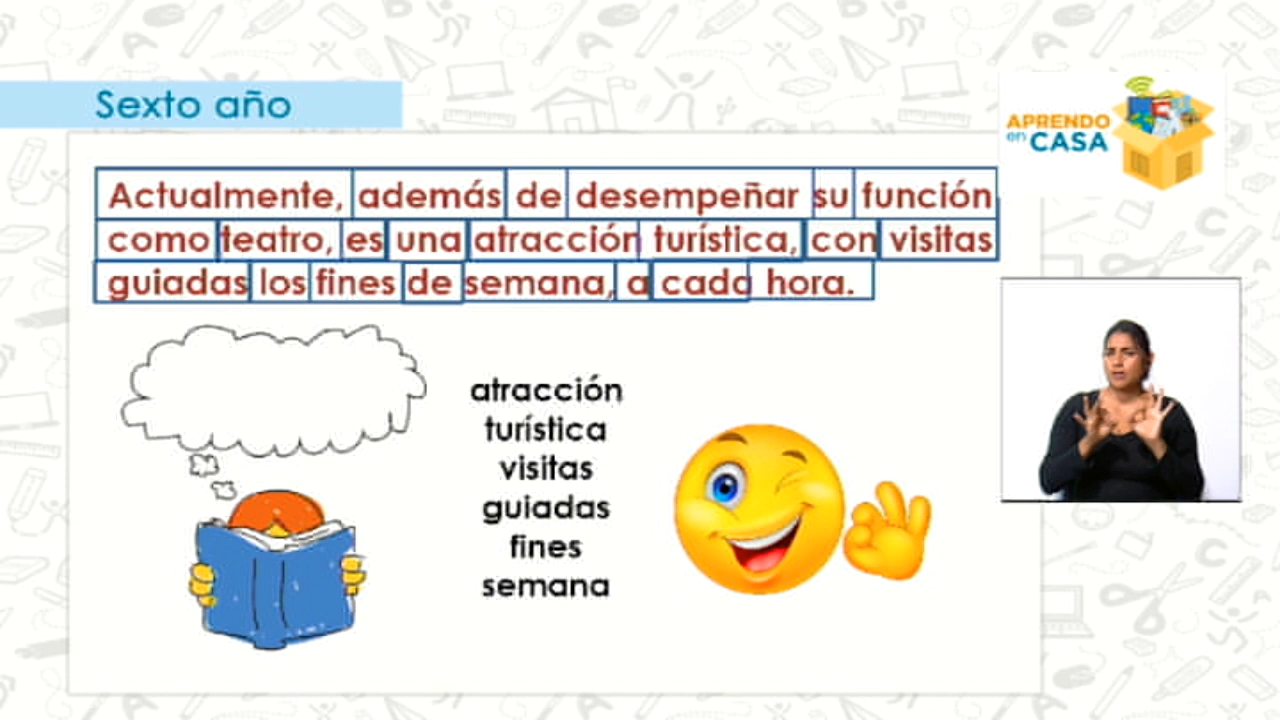 Sexto año
APRENDO
en CASA
Actualmente, además de desempeñar su función
como teatro, es una atracción turística, con visitas
guiadas los fines de semana, a cada hora.
atracción
turística
visitas
guiadas
fines
semana